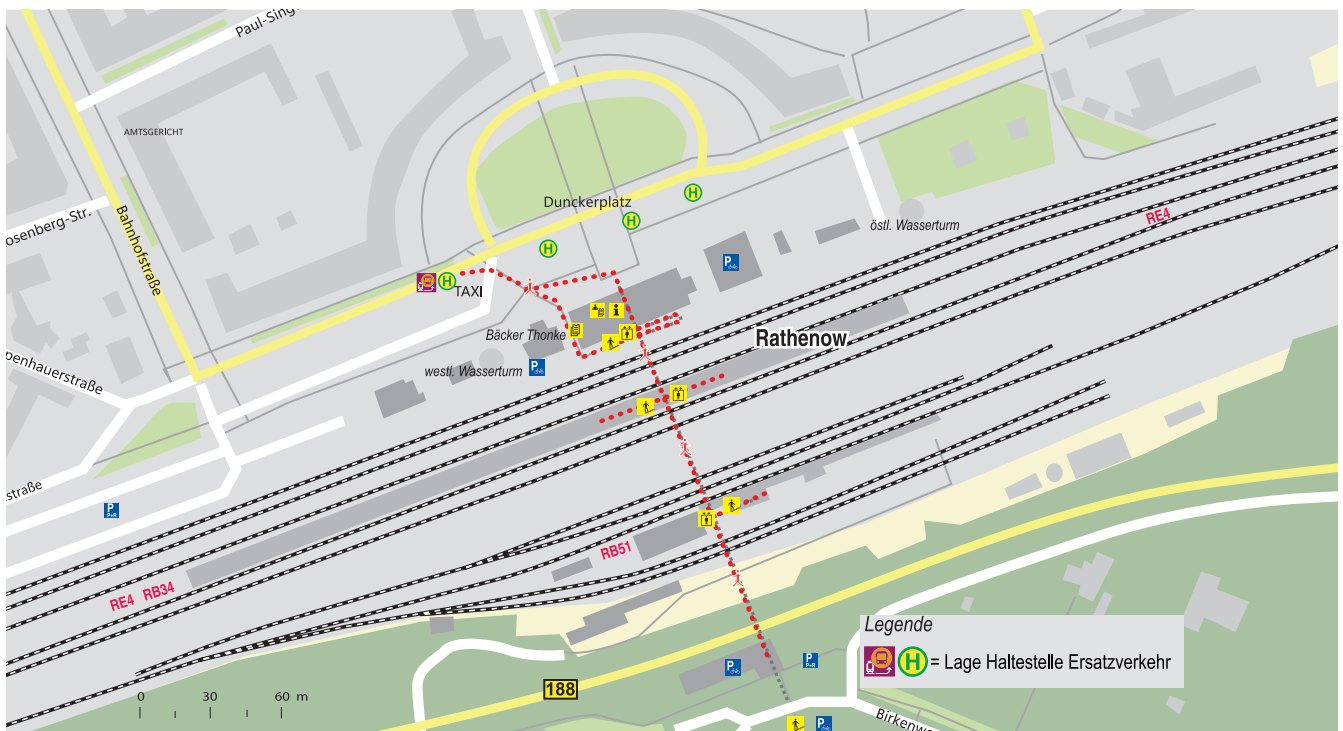 Paul-Sing
AMTSGERICHT
osenberg-Str.
Bahnhofstraße
Dunckerplatz
H
H
H
H
TAXI
östl. Wasserturm
RE4
P
Bäcker Thonke
Rathenow
westl. Wasserturm
P
penhauerstraße
straße
P
P+R
RB51
RE4 RB34
Legende
H = Lage Haltestelle Ersatzverkehr
P
P
P+R
188
0 30 60 m
P
Birkenwe